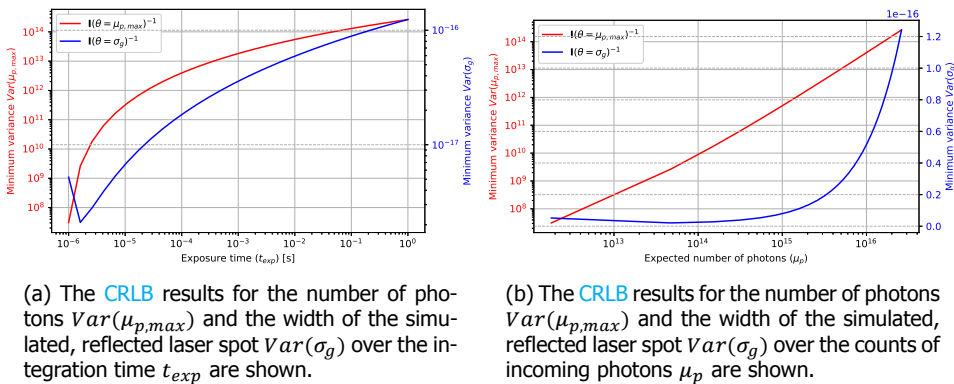 I(θ = μp,max)⁻¹
I(θ = σg)⁻¹
Minimum variance Var(μp,max)
10¹⁴
10¹³
10¹²
10¹¹
10¹⁰
10⁹
10⁸
10⁻¹⁶
10⁻¹⁷
Minimum variance Var(σg)
10⁻⁶ 10⁻⁵ 10⁻⁴ 10⁻³ 10⁻² 10⁻¹ 10⁰
Exposure time (texp) [s]
(a) The CRLB results for the number of pho-
tons Var(μp,max) and the width of the simu-
lated, reflected laser spot Var(σg) over the in-
tegration time texp are shown.
1e−16
I(θ = μp,max)⁻¹
I(θ = σg)⁻¹
Minimum variance Var(μp,max)
10¹⁴
10¹³
10¹²
10¹¹
10¹⁰
10⁹
10⁸
1.2
1.0
0.8
0.6
0.4
0.2
0.0
Minimum variance Var(σg)
10¹³ 10¹⁴ 10¹⁵ 10¹⁶
Expected number of photons (μp)
(b) The CRLB results for the number of photons
Var(μp,max) and the width of the simulated,
reflected laser spot Var(σg) over the counts of
incoming photons μp are shown.